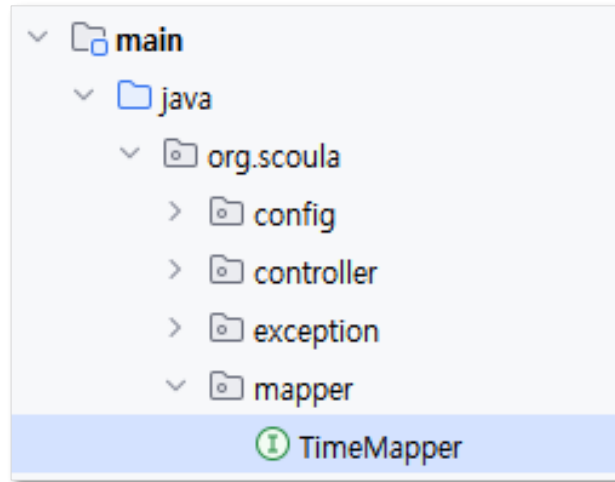 main
java
org.scoula
config
controller
exception
mapper
TimeMapper